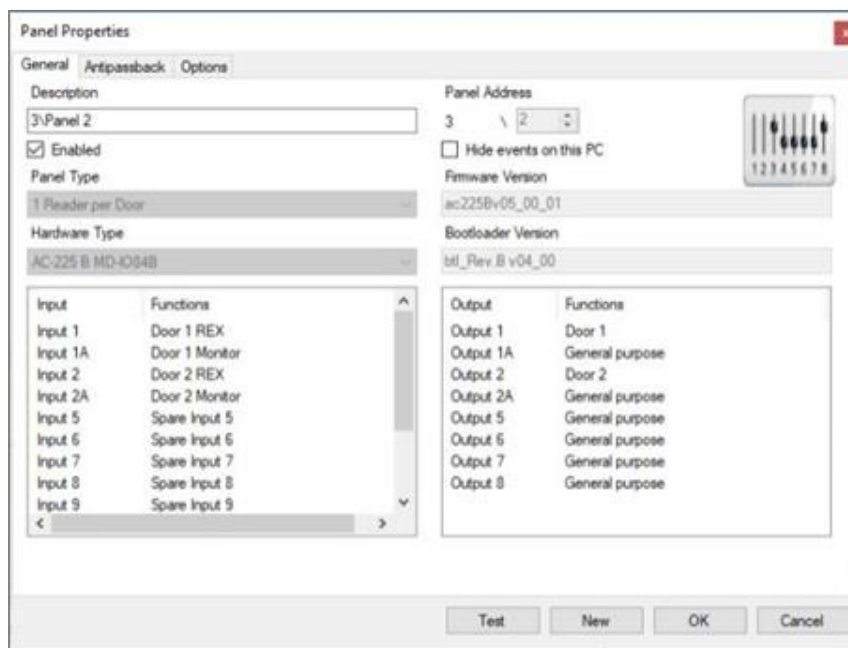 Panel Properties
General Antipassback Options
Description
3\Panel 2
Enabled
Panel Type
1 Reader per Door
Hardware Type
AC-225 B MD-IO84B
Panel Address
3 \ 2
Hide events on this PC
Firmware Version
ac225Bv05_00_01
Bootloader Version
btl_Rev.B v04_00
12345678
Input Functions
Input 1 Door 1 REX
Input 1A Door 1 Monitor
Input 2 Door 2 REX
Input 2A Door 2 Monitor
Input 5 Spare Input 5
Input 6 Spare Input 6
Input 7 Spare Input 7
Input 8 Spare Input 8
Input 9 Spare Input 9
Output Functions
Output 1 Door 1
Output 1A General purpose
Output 2 Door 2
Output 2A General purpose
Output 5 General purpose
Output 6 General purpose
Output 7 General purpose
Output 8 General purpose
Test New OK Cancel